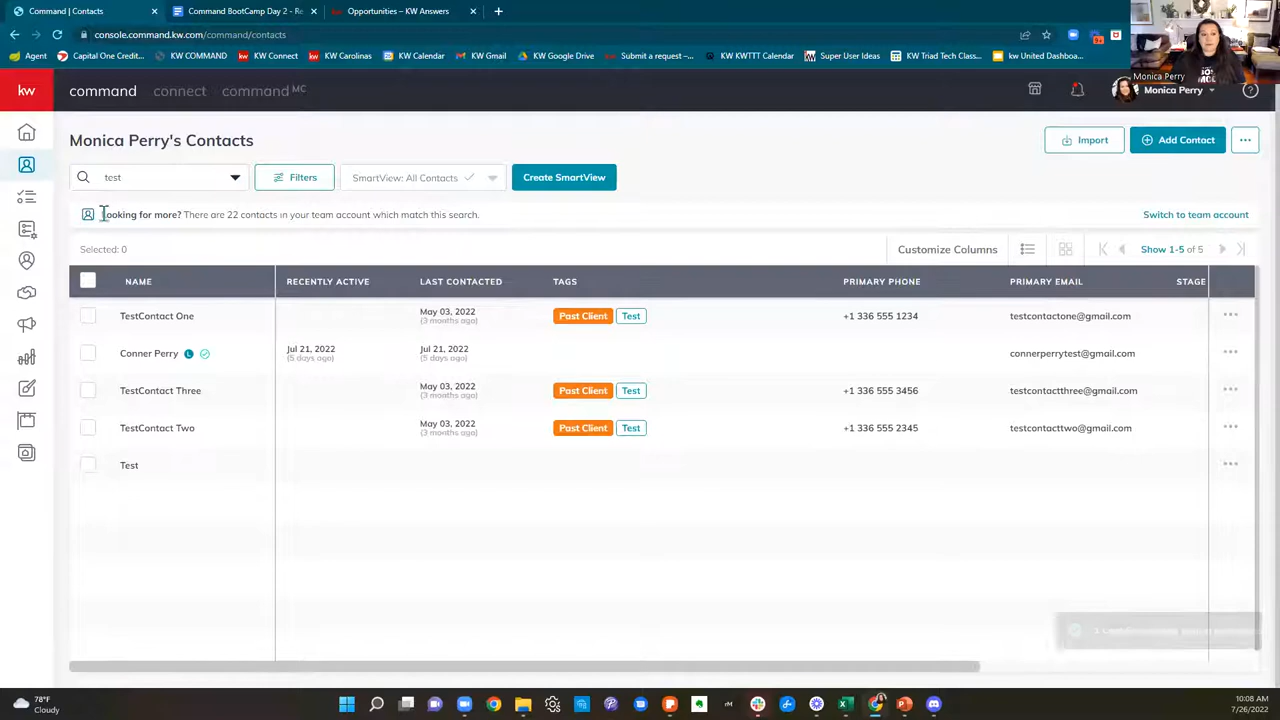 Command | Contacts
Command BootCamp Day 2 - Re
Opportunities – KW Answers
console.command.kw.com/command/contacts
Agent
Capital One Credit...
KW COMMAND
KW Connect
KW Carolinas
KW Calendar
KW Gmail
KW Google Drive
Submit a request –...
KW KWTTT Calendar
Super User Ideas
KW Triad Tech Class...
kw United Dashboa...
Monica Perry
kw
command
connect
command MC
Monica Perry
Monica Perry's Contacts
Import
Add Contact
test
Filters
SmartView: All Contacts
Create SmartView
Looking for more? There are 22 contacts in your team account which match this search.
Switch to team account
Selected: 0
Customize Columns
Show 1-5 of 5
NAME RECENTLY ACTIVE LAST CONTACTED TAGS PRIMARY PHONE PRIMARY EMAIL STAGE
TestContact One May 03, 2022 (3 months ago) Past Client Test +1 336 555 1234 testcontactone@gmail.com
Conner Perry L Jul 21, 2022 (5 days ago) Jul 21, 2022 (5 days ago) connerperrytest@gmail.com
TestContact Three May 03, 2022 (3 months ago) Past Client Test +1 336 555 3456 testcontactthree@gmail.com
TestContact Two May 03, 2022 (3 months ago) Past Client Test +1 336 555 2345 testcontacttwo@gmail.com
Test
78°F
Cloudy
10:08 AM
7/26/2022